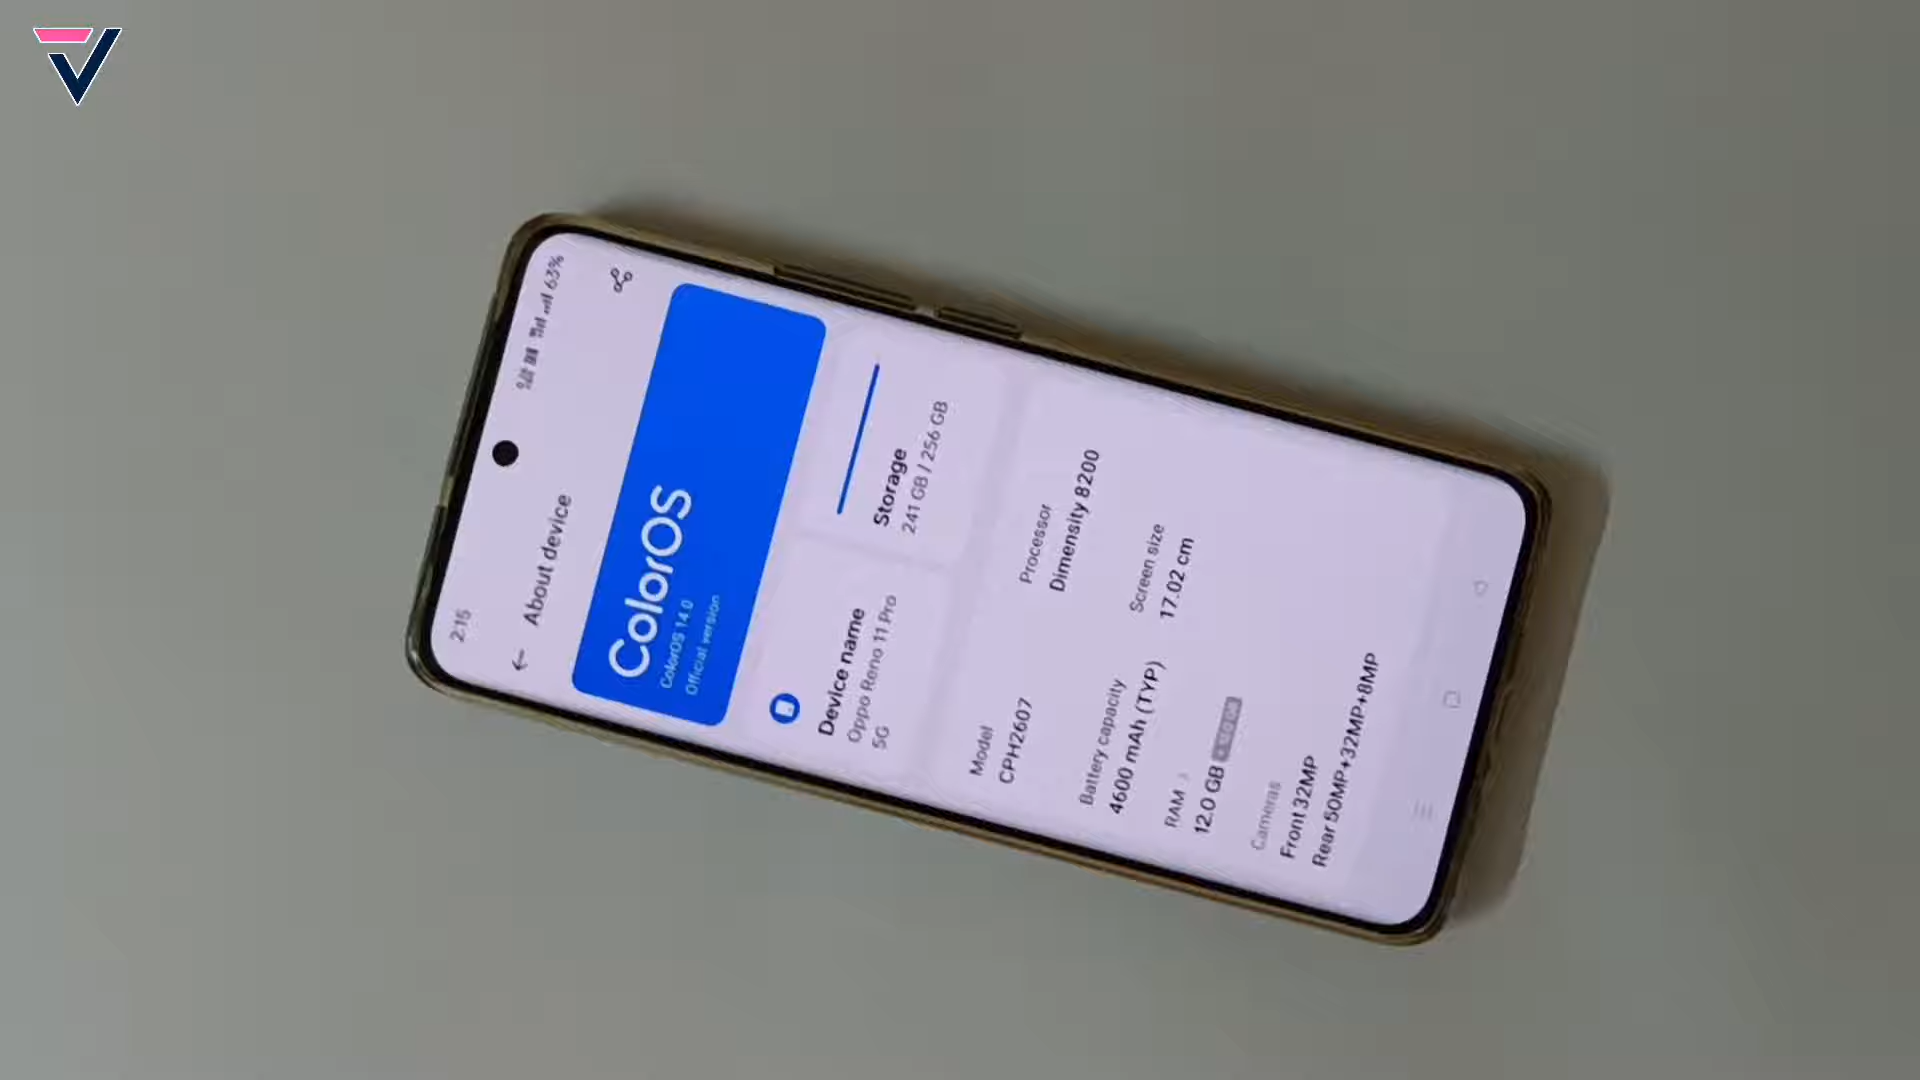 2:15
63%
About device
ColorOS
ColorOS 14.0
Official version
Device name
Oppo Reno 11 Pro
5G
Storage
241 GB / 256 GB
Model
CPH2607
Processor
Dimensity 8200
Battery capacity
4600 mAh (TYP)
Screen size
17.02 cm
RAM
12.0 GB
Cameras
Front 32MP
Rear 50MP+32MP+8MP